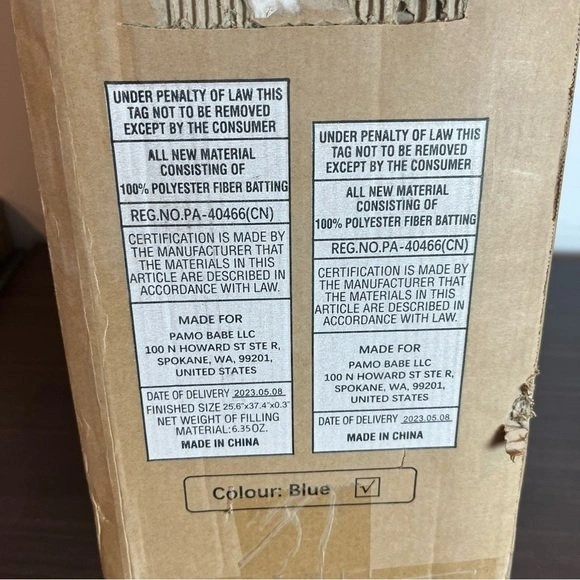 UNDER PENALTY OF LAW THIS
TAG NOT TO BE REMOVED
EXCEPT BY THE CONSUMER
ALL NEW MATERIAL
CONSISTING OF
100% POLYESTER FIBER BATTING
REG.NO.PA-40466(CN)
CERTIFICATION IS MADE BY
THE MANUFACTURER THAT
THE MATERIALS IN THIS
ARTICLE ARE DESCRIBED IN
ACCORDANCE WITH LAW.
MADE FOR
PAMO BABE LLC
100 N HOWARD ST STE R,
SPOKANE, WA, 99201,
UNITED STATES
DATE OF DELIVERY 2023.05.08
FINISHED SIZE 25.6"x37.4"x0.3"
NET WEIGHT OF FILLING
MATERIAL:6.35OZ.
MADE IN CHINA
UNDER PENALTY OF LAW THIS
TAG NOT TO BE REMOVED
EXCEPT BY THE CONSUMER
ALL NEW MATERIAL
CONSISTING OF
100% POLYESTER FIBER BATTING
REG.NO.PA-40466(CN)
CERTIFICATION IS MADE BY
THE MANUFACTURER THAT
THE MATERIALS IN THIS
ARTICLE ARE DESCRIBED IN
ACCORDANCE WITH LAW.
MADE FOR
PAMO BABE LLC
100 N HOWARD ST STE R,
SPOKANE, WA, 99201,
UNITED STATES
DATE OF DELIVERY 2023.05.08
MADE IN CHINA
Colour: Blue ☑